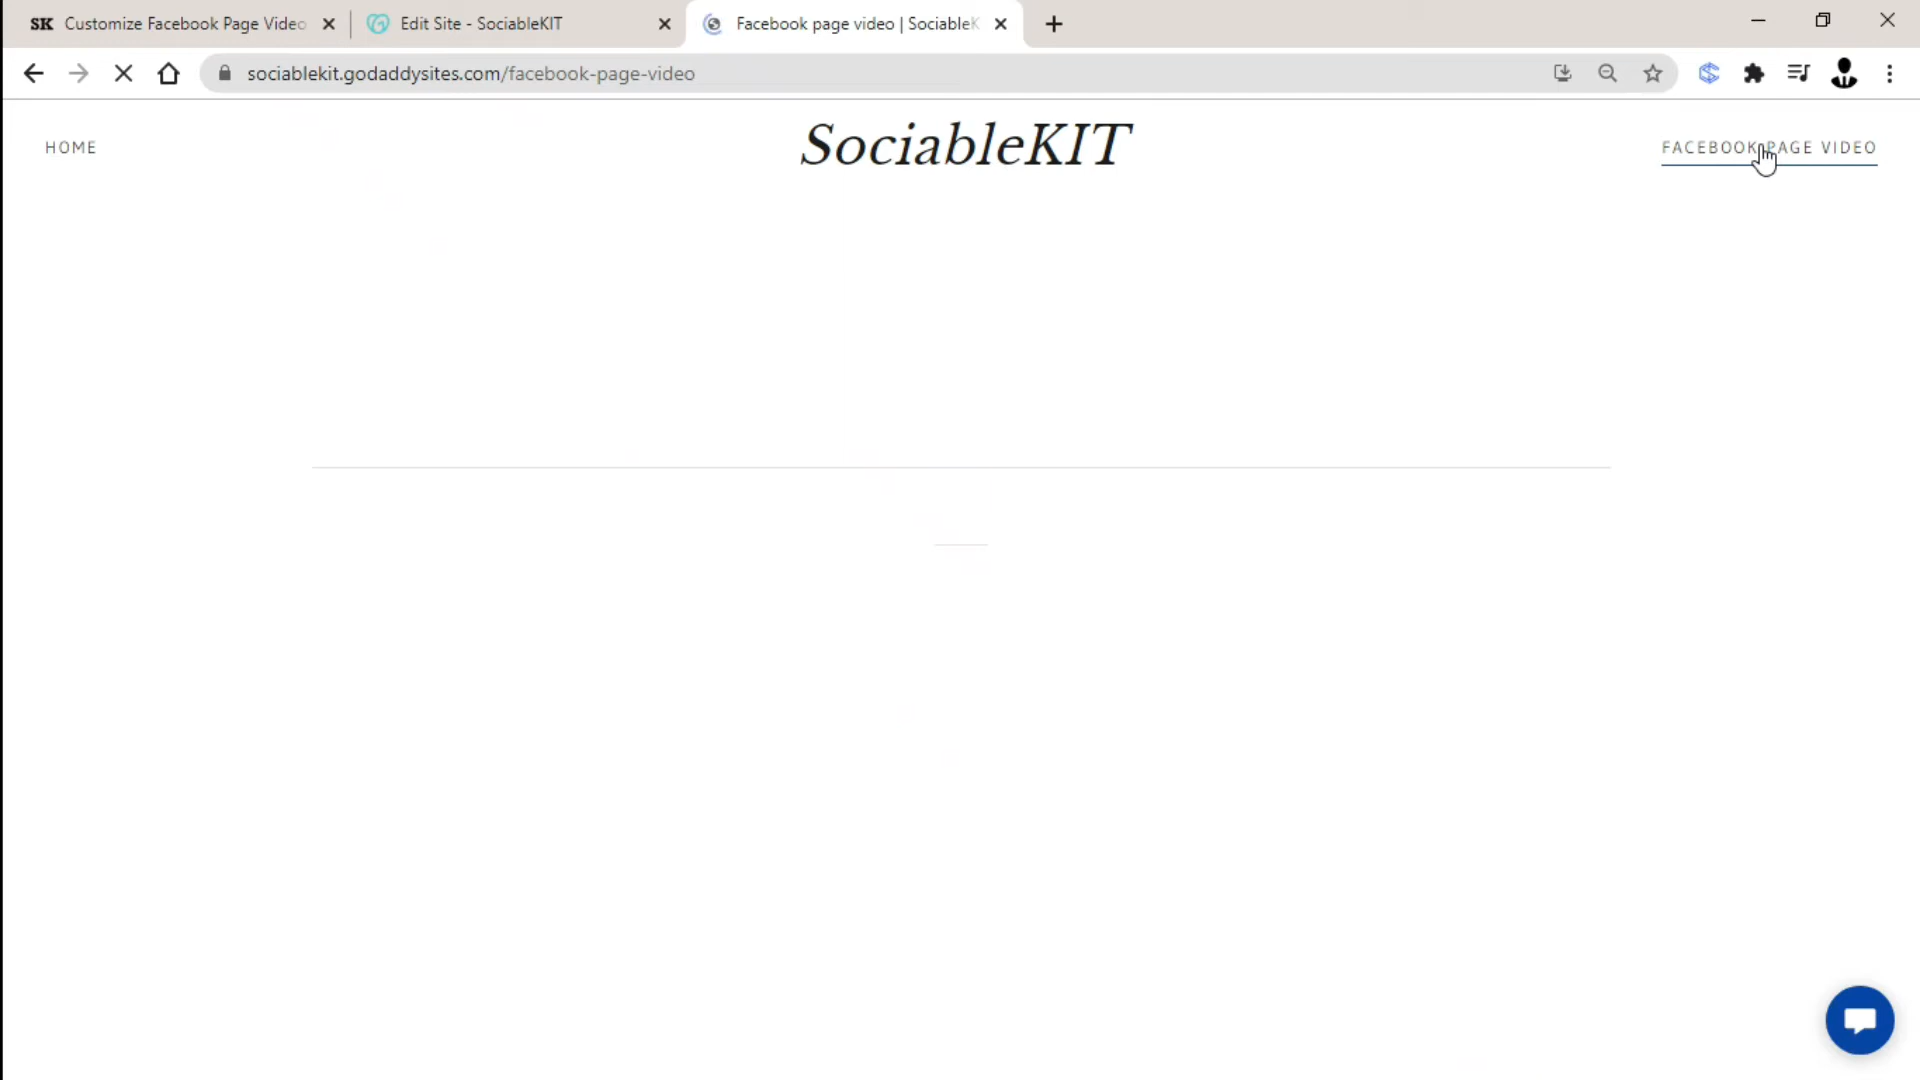 SK Customize Facebook Page Video
Edit Site - SociableKIT
Facebook page video | SociableK
sociablekit.godaddysites.com/facebook-page-video
HOME
SociableKIT
FACEBOOK PAGE VIDEO